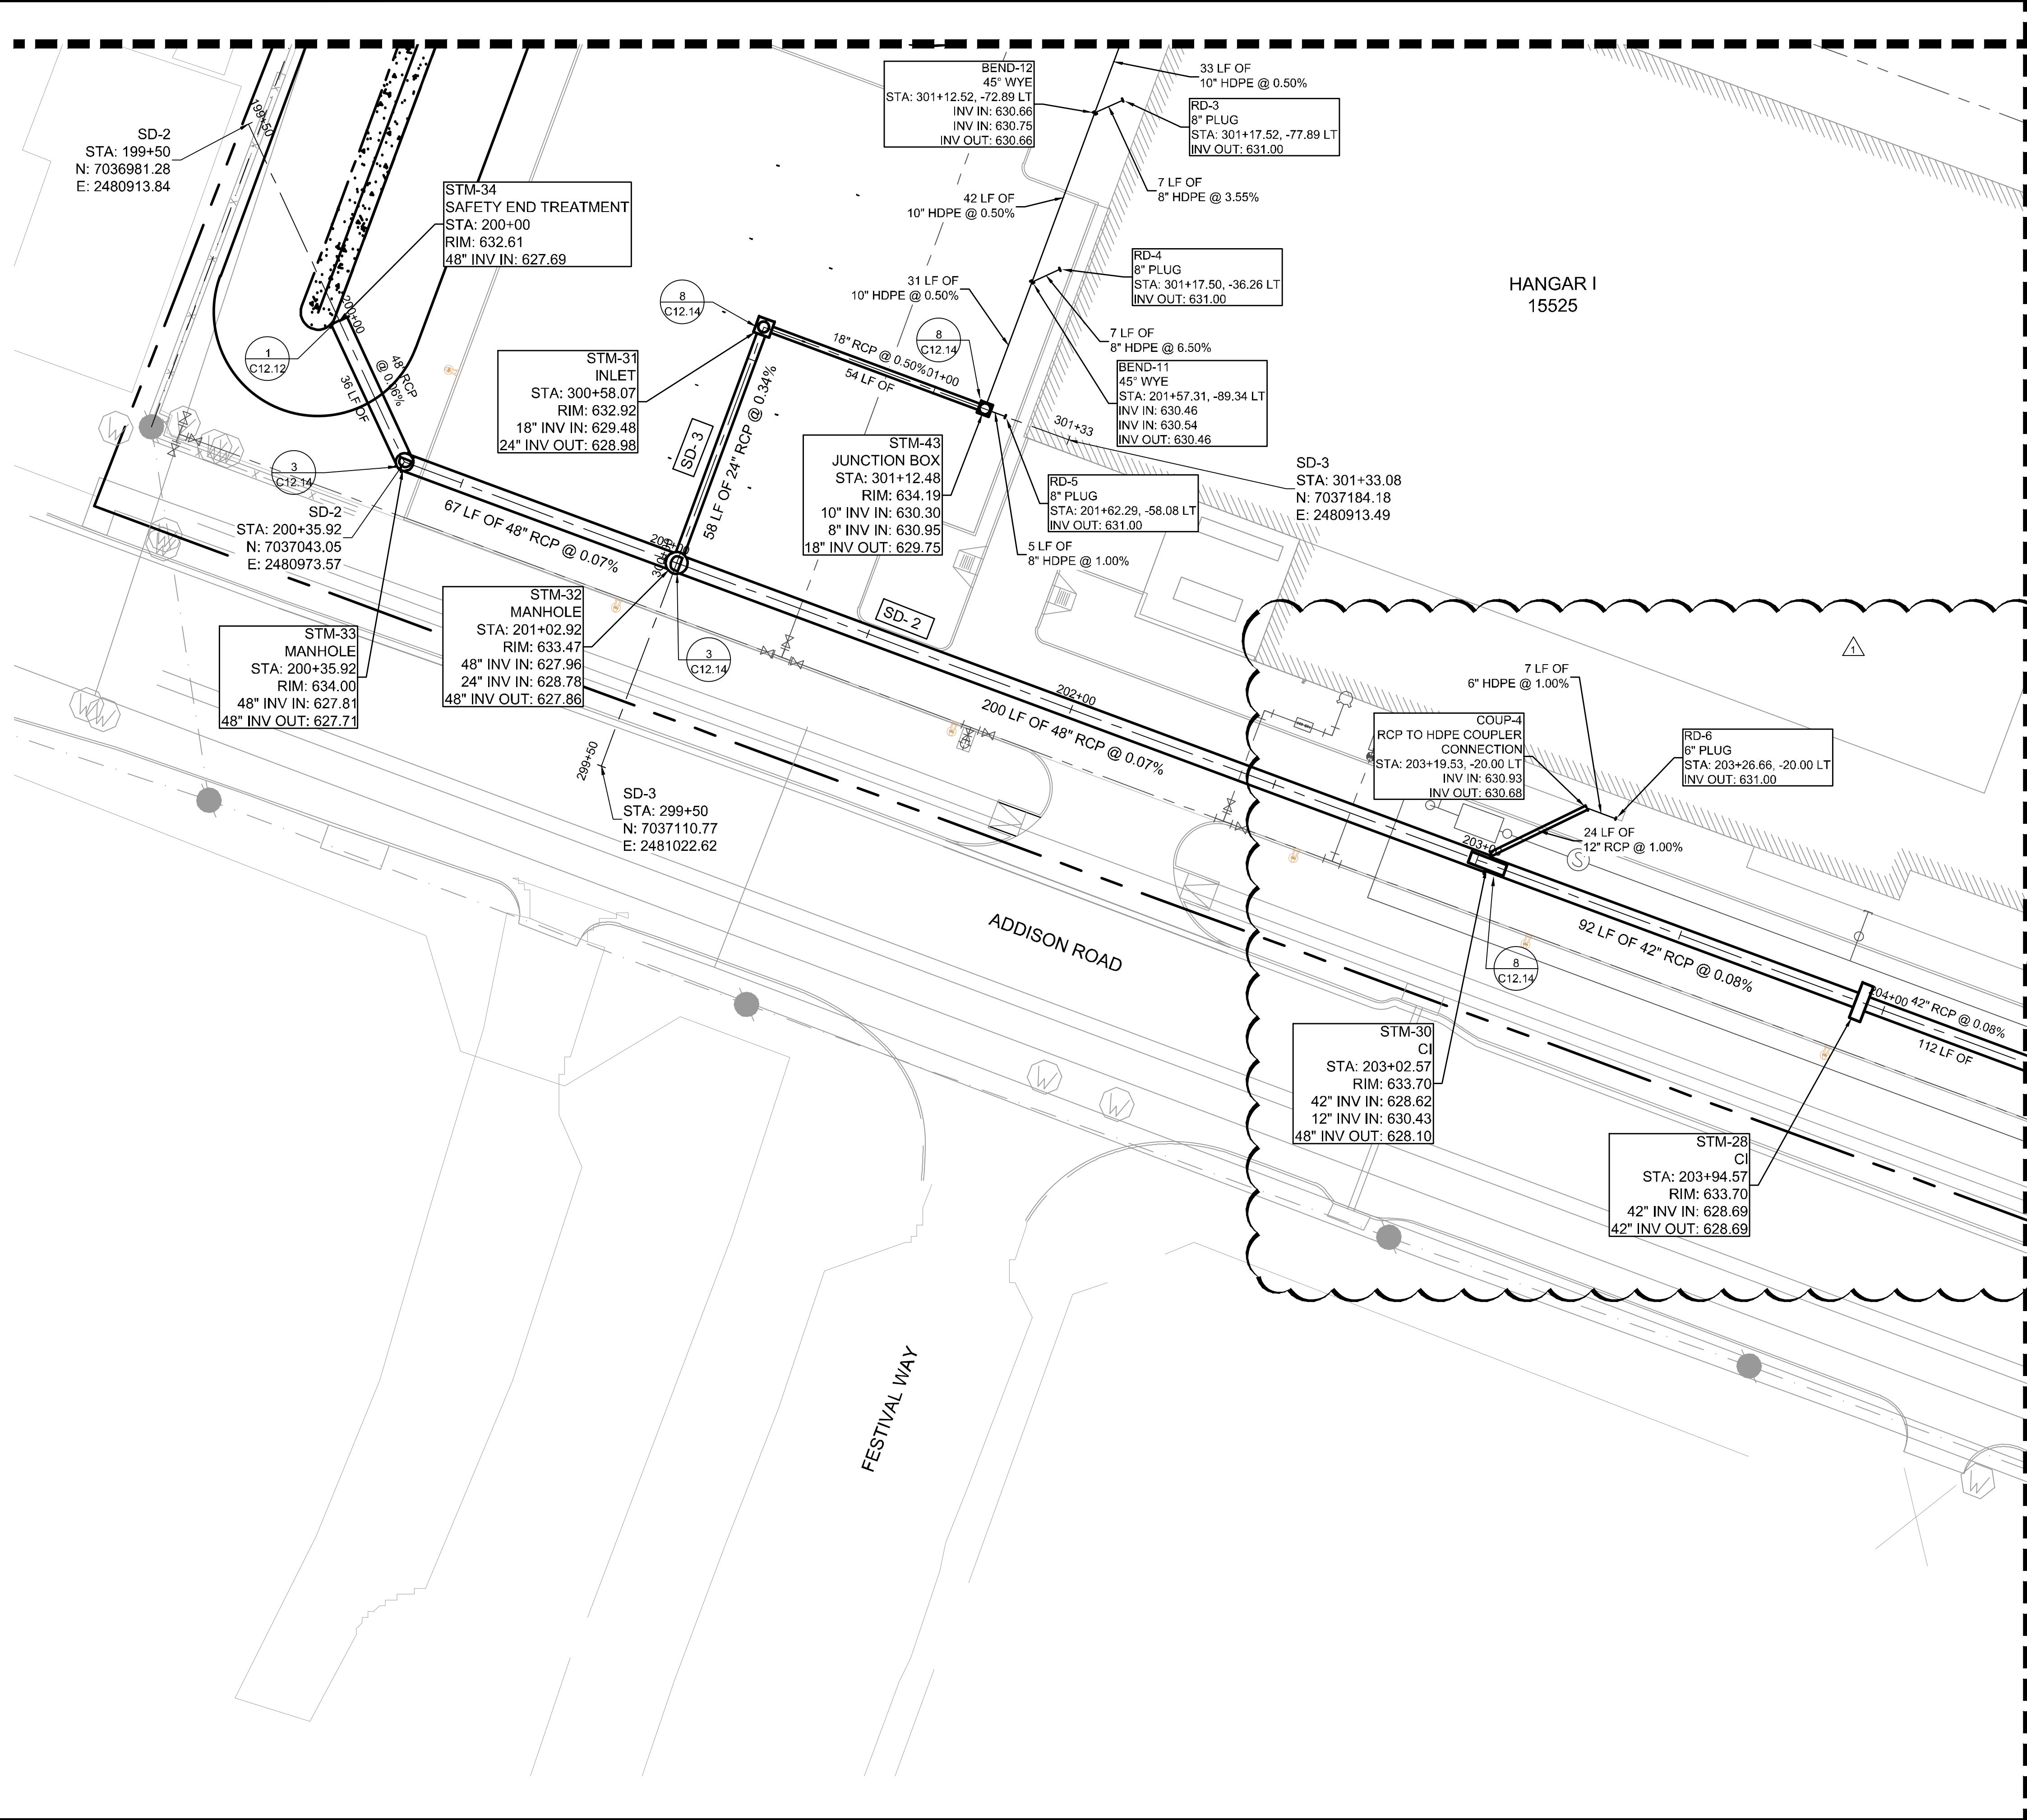 BEND-12
45° WYE
STA: 301+12.52, -72.89 LT
INV IN: 630.66
INV IN: 630.75
INV OUT: 630.66
33 LF OF
10" HDPE @ 0.50%
RD-3
8" PLUG
STA: 301+17.52, -77.89 LT
INV OUT: 631.00
199+50
SD-2
STA: 199+50
N: 7036981.28
E: 2480913.84
7 LF OF
8" HDPE @ 3.55%
STM-34
SAFETY END TREATMENT
STA: 200+00
RIM: 632.61
48" INV IN: 627.69
42 LF OF
10" HDPE @ 0.50%
RD-4
8" PLUG
STA: 301+17.50, -36.26 LT
INV OUT: 631.00
31 LF OF
10" HDPE @ 0.50%
HANGAR I
15525
8
C12.14
200+00
8
C12.14
7 LF OF
8" HDPE @ 6.50%
1
C12.12
48" RCP
@ 0.06%
36 LF OF
18" RCP @ 0.50%
01+00
54 LF OF
STM-31
INLET
STA: 300+58.07
RIM: 632.92
18" INV IN: 629.48
24" INV OUT: 628.98
BEND-11
45° WYE
STA: 201+57.31, -89.34 LT
INV IN: 630.46
INV IN: 630.54
INV OUT: 630.46
SD- 3
58 LF OF 24" RCP @ 0.34%
301+33
STM-43
JUNCTION BOX
STA: 301+12.48
RIM: 634.19
10" INV IN: 630.30
8" INV IN: 630.95
18" INV OUT: 629.75
SD-3
STA: 301+33.08
N: 7037184.18
E: 2480913.49
3
C12.14
RD-5
8" PLUG
STA: 201+62.29, -58.08 LT
INV OUT: 631.00
SD-2
STA: 200+35.92
N: 7037043.05
E: 2480973.57
67 LF OF 48" RCP @ 0.07%
5 LF OF
8" HDPE @ 1.00%
STM-32
MANHOLE
STA: 201+02.92
RIM: 633.47
48" INV IN: 627.96
24" INV IN: 628.78
48" INV OUT: 627.86
SD- 2
STM-33
MANHOLE
STA: 200+35.92
RIM: 634.00
48" INV IN: 627.81
48" INV OUT: 627.71
3
C12.14
1
7 LF OF
6" HDPE @ 1.00%
202+00
200 LF OF 48" RCP @ 0.07%
COUP-4
RCP TO HDPE COUPLER
CONNECTION
STA: 203+19.53, -20.00 LT
INV IN: 630.93
INV OUT: 630.68
RD-6
6" PLUG
STA: 203+26.66, -20.00 LT
INV OUT: 631.00
299+50
SD-3
STA: 299+50
N: 7037110.77
E: 2481022.62
24 LF OF
12" RCP @ 1.00%
S
ADDISON ROAD
92 LF OF 42" RCP @ 0.08%
8
C12.14
204+00
42" RCP @ 0.08%
112 LF OF
STM-30
CI
STA: 203+02.57
RIM: 633.70
42" INV IN: 628.62
12" INV IN: 630.43
48" INV OUT: 628.10
W
W
STM-28
CI
STA: 203+94.57
RIM: 633.70
42" INV IN: 628.69
42" INV OUT: 628.69
FESTIVAL WAY
W